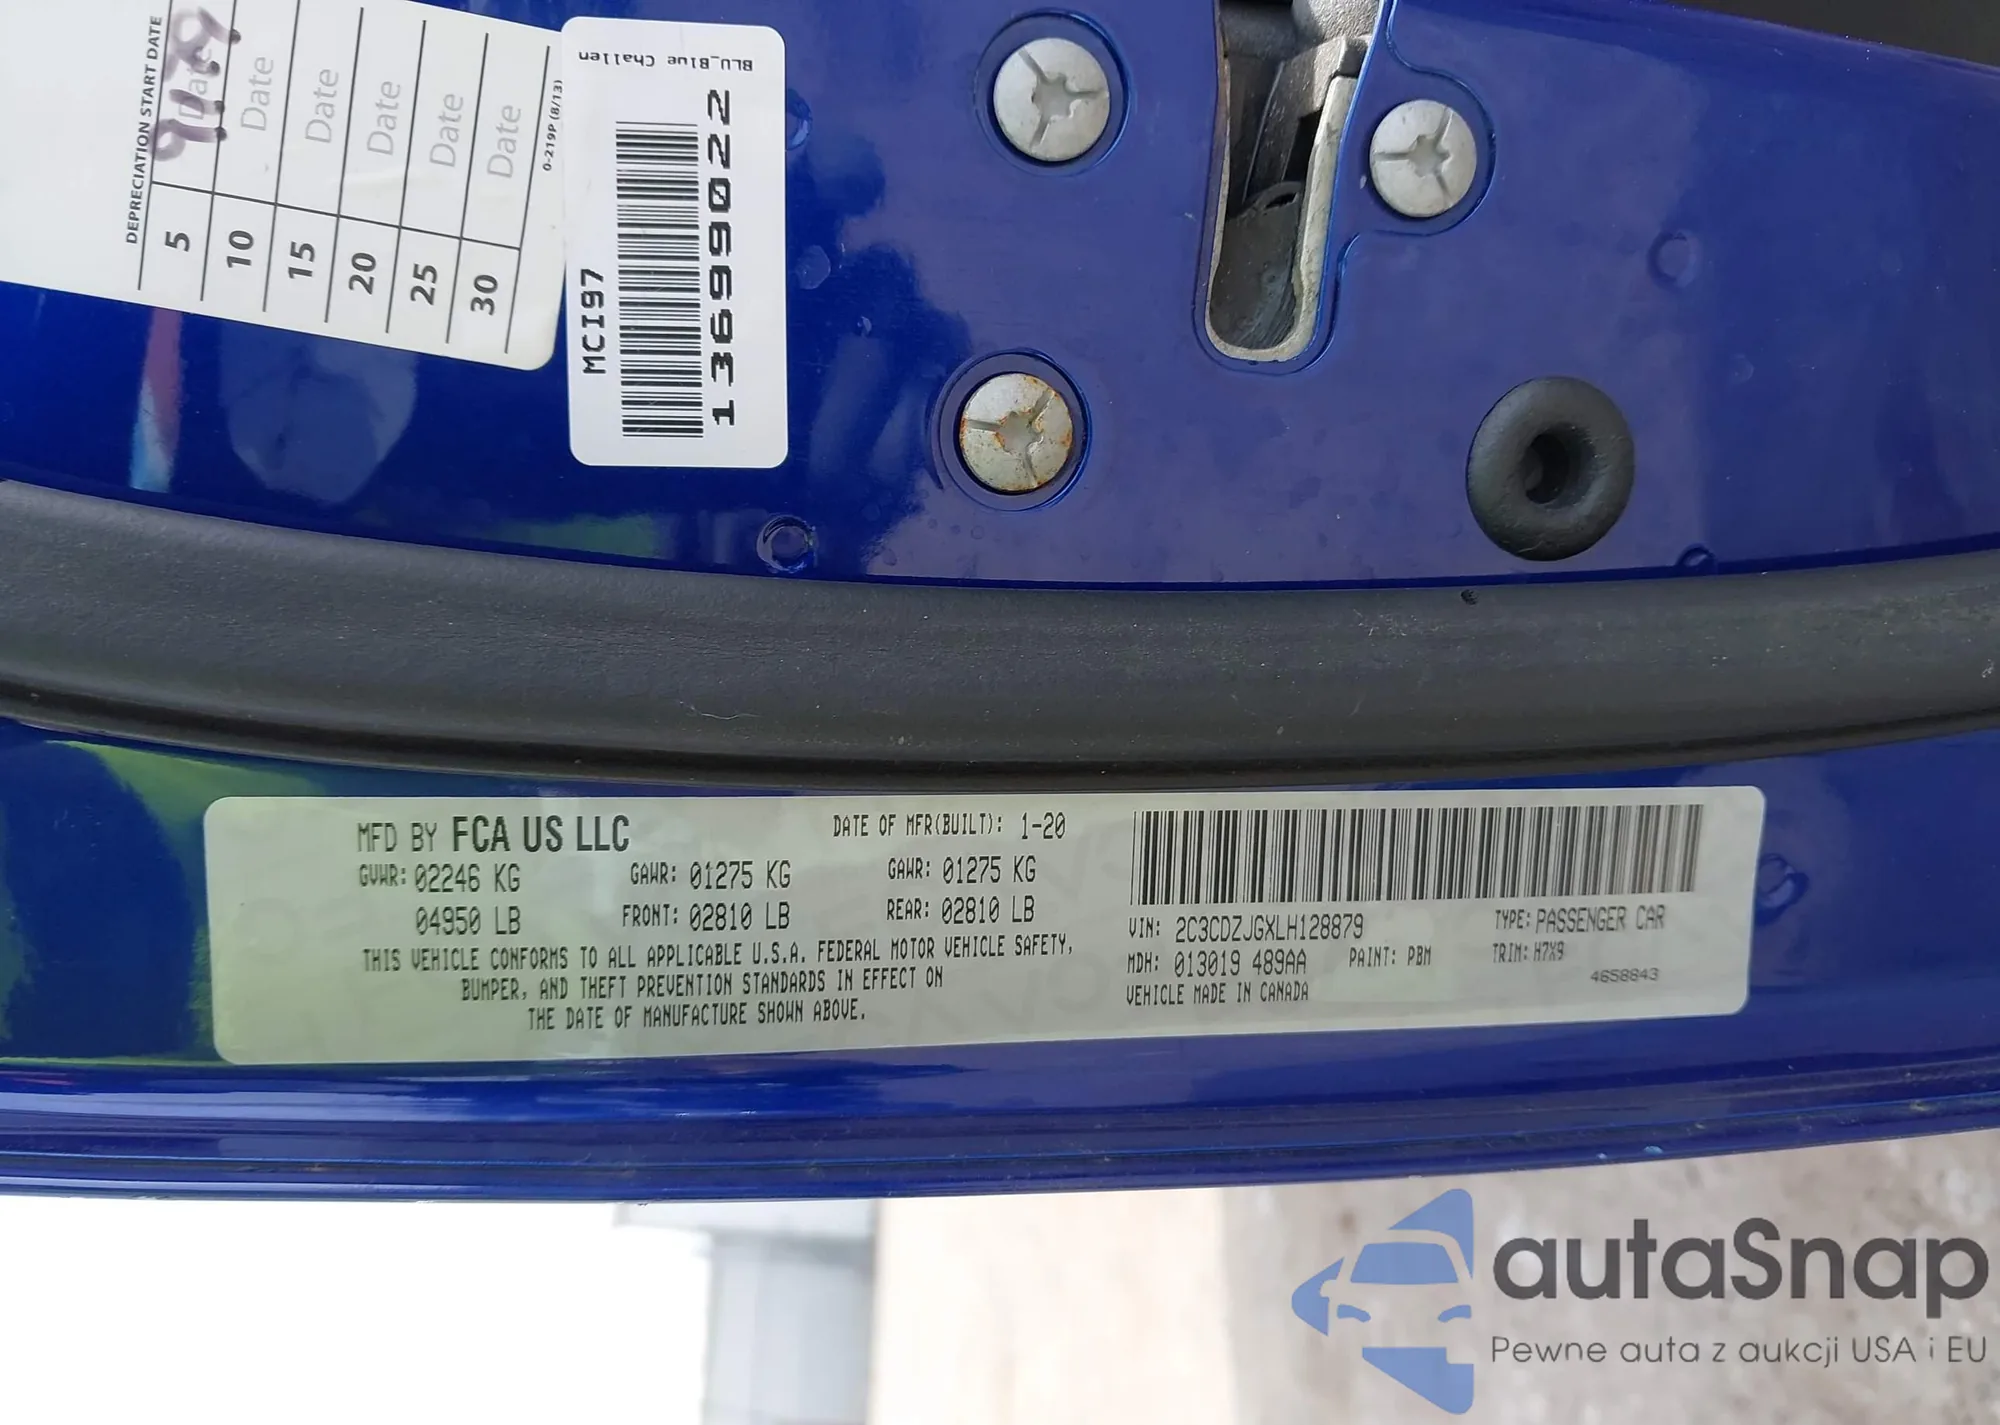 DEPRECIATION START DATE
5 Date
10 Date
15 Date
20 Date
25 Date
30 Date
0-219P (8/13)
BLU_Blue Challen
MCI97
136999022
MFD BY FCA US LLC
DATE OF MFR(BUILT): 1-20
GVWR: 02246 KG GAWR: 01275 KG GAWR: 01275 KG
04950 LB FRONT: 02810 LB REAR: 02810 LB
THIS VEHICLE CONFORMS TO ALL APPLICABLE U.S.A. FEDERAL MOTOR VEHICLE SAFETY,
BUMPER, AND THEFT PREVENTION STANDARDS IN EFFECT ON
THE DATE OF MANUFACTURE SHOWN ABOVE.
VIN: 2C3CDZJGXLH128879 TYPE: PASSENGER CAR
MDH: 013019 489AA PAINT: PBM TRIM: H7X9
VEHICLE MADE IN CANADA 4658843
autaSnap
Pewne auta z aukcji USA i EU